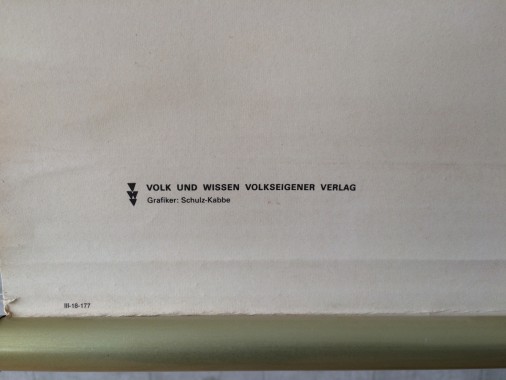 VOLK UND WISSEN VOLKSEIGENER VERLAG
Grafiker: Schulz-Kabbe
III-18-177